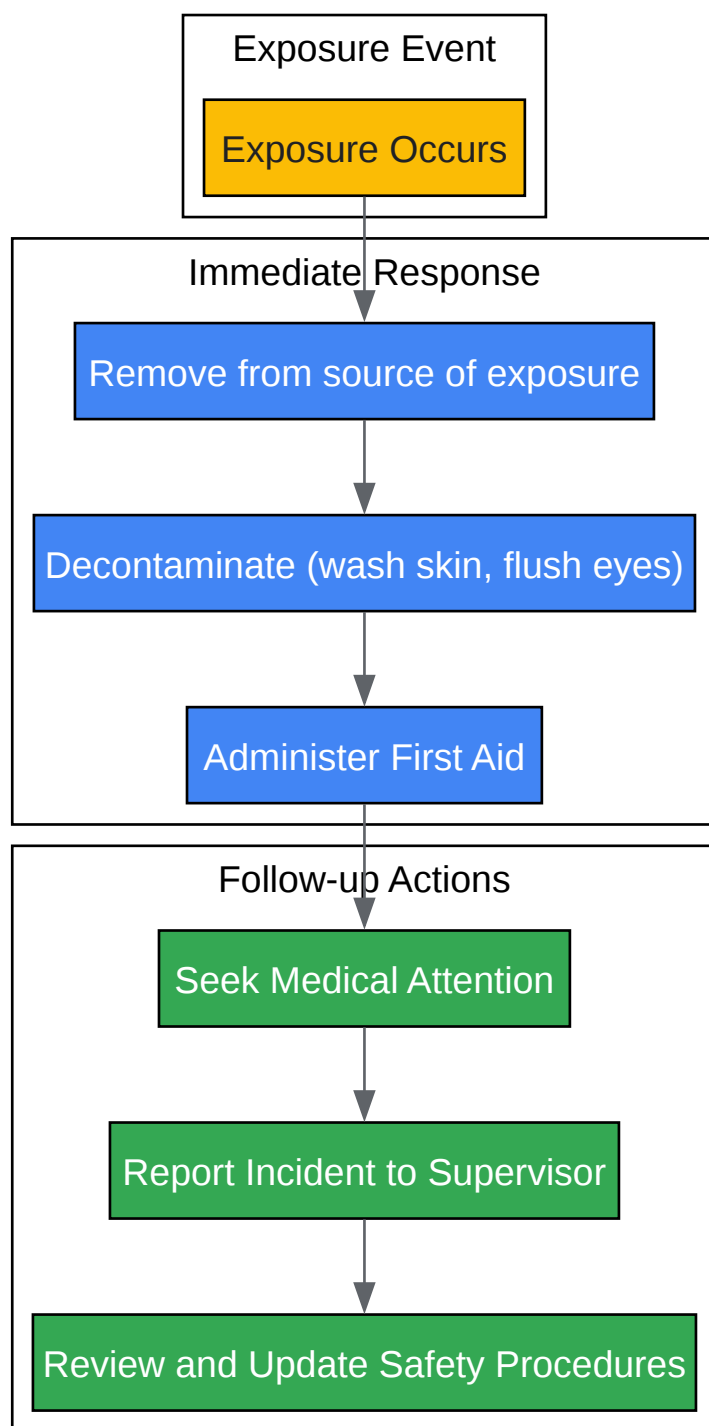 Exposure Event
Exposure Occurs
Immediate Response
Remove from source of exposure
Decontaminate (wash skin, flush eyes)
Administer First Aid
Follow-up Actions
Seek Medical Attention
Report Incident to Supervisor
Review and Update Safety Procedures